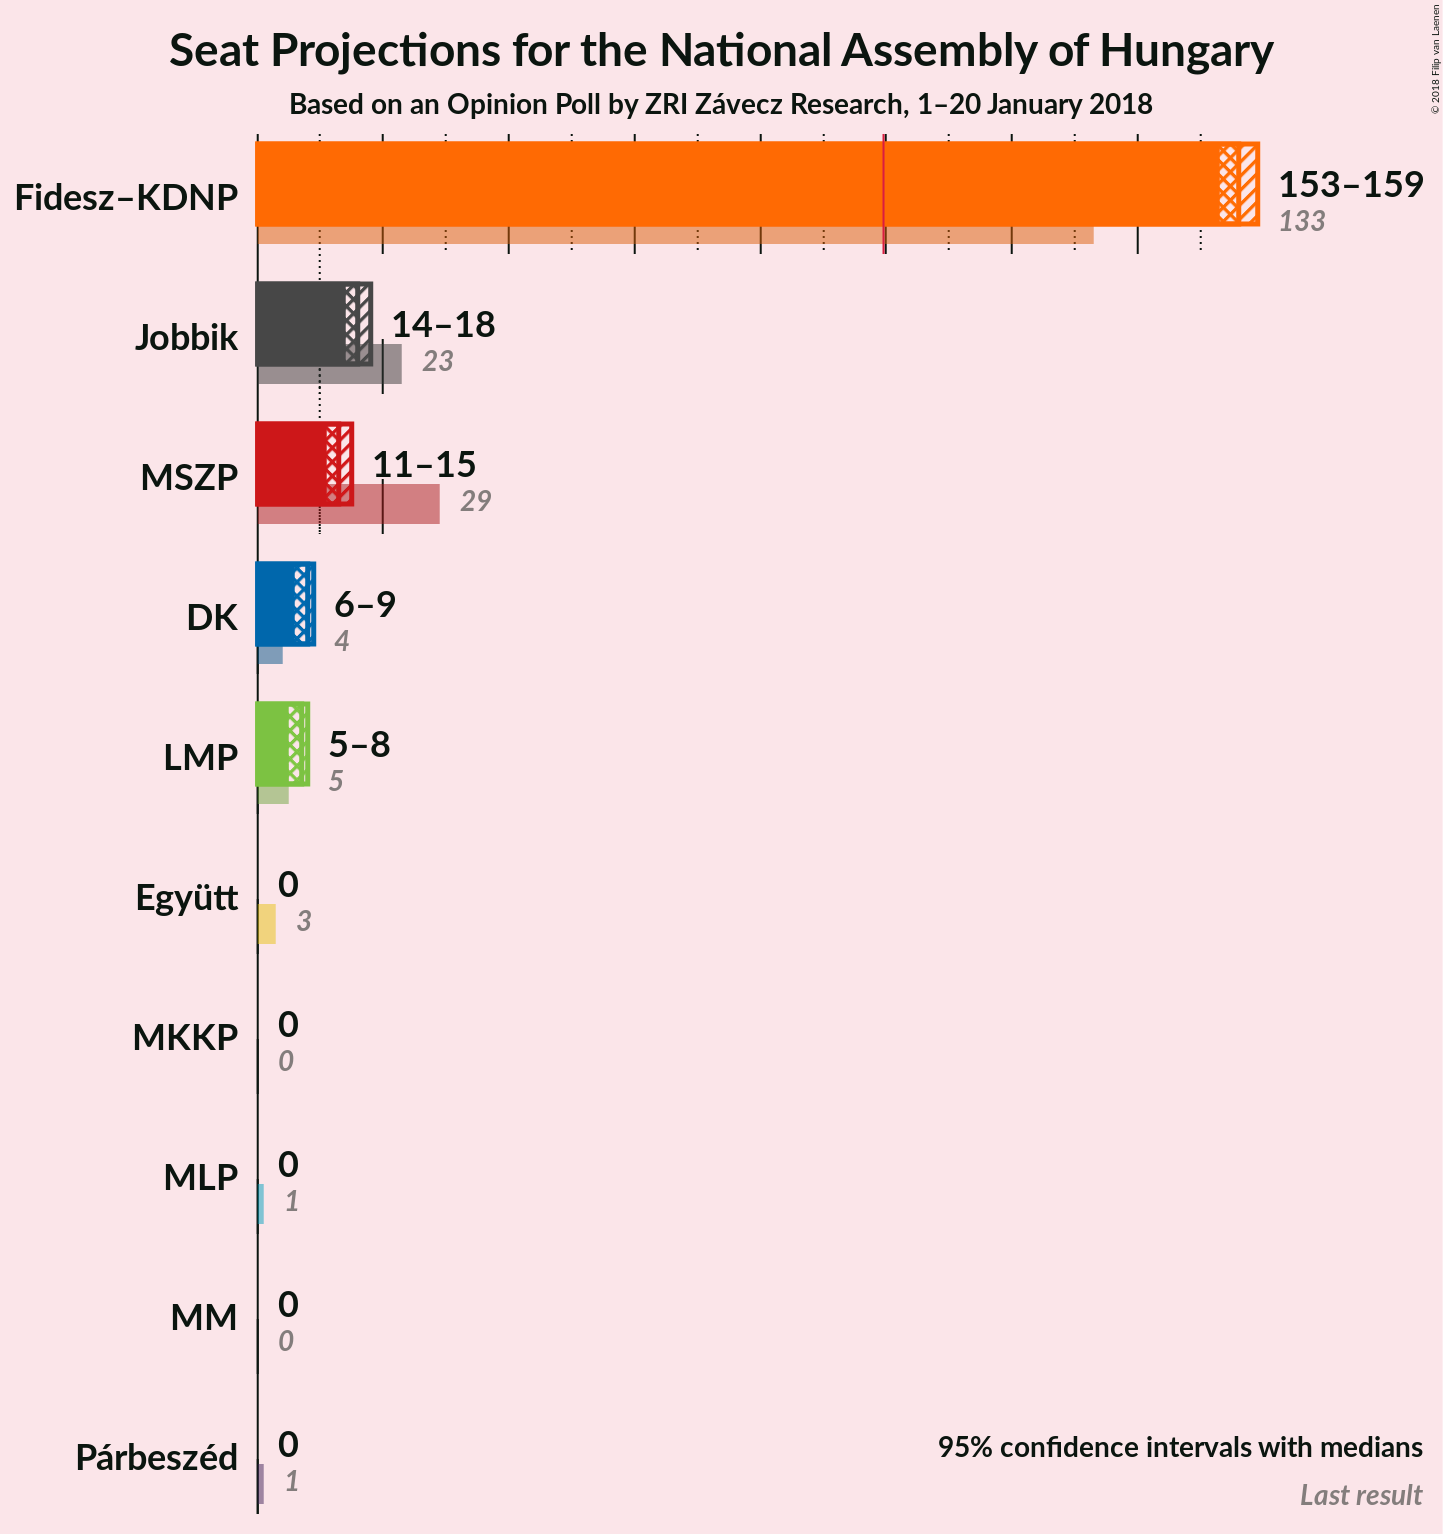 Seat Projections for the National Assembly of Hungary
Based on an Opinion Poll by ZRI Závecz Research, 1–20 January 2018
© 2018 Filip van Laenen
Fidesz–KDNP
153–159
133
Jobbik
14–18
23
MSZP
11–15
29
DK
6–9
4
LMP
5–8
5
Együtt
0
3
MKKP
0
0
MLP
0
1
MM
0
0
Párbeszéd
0
1
95% confidence intervals with medians
Last result